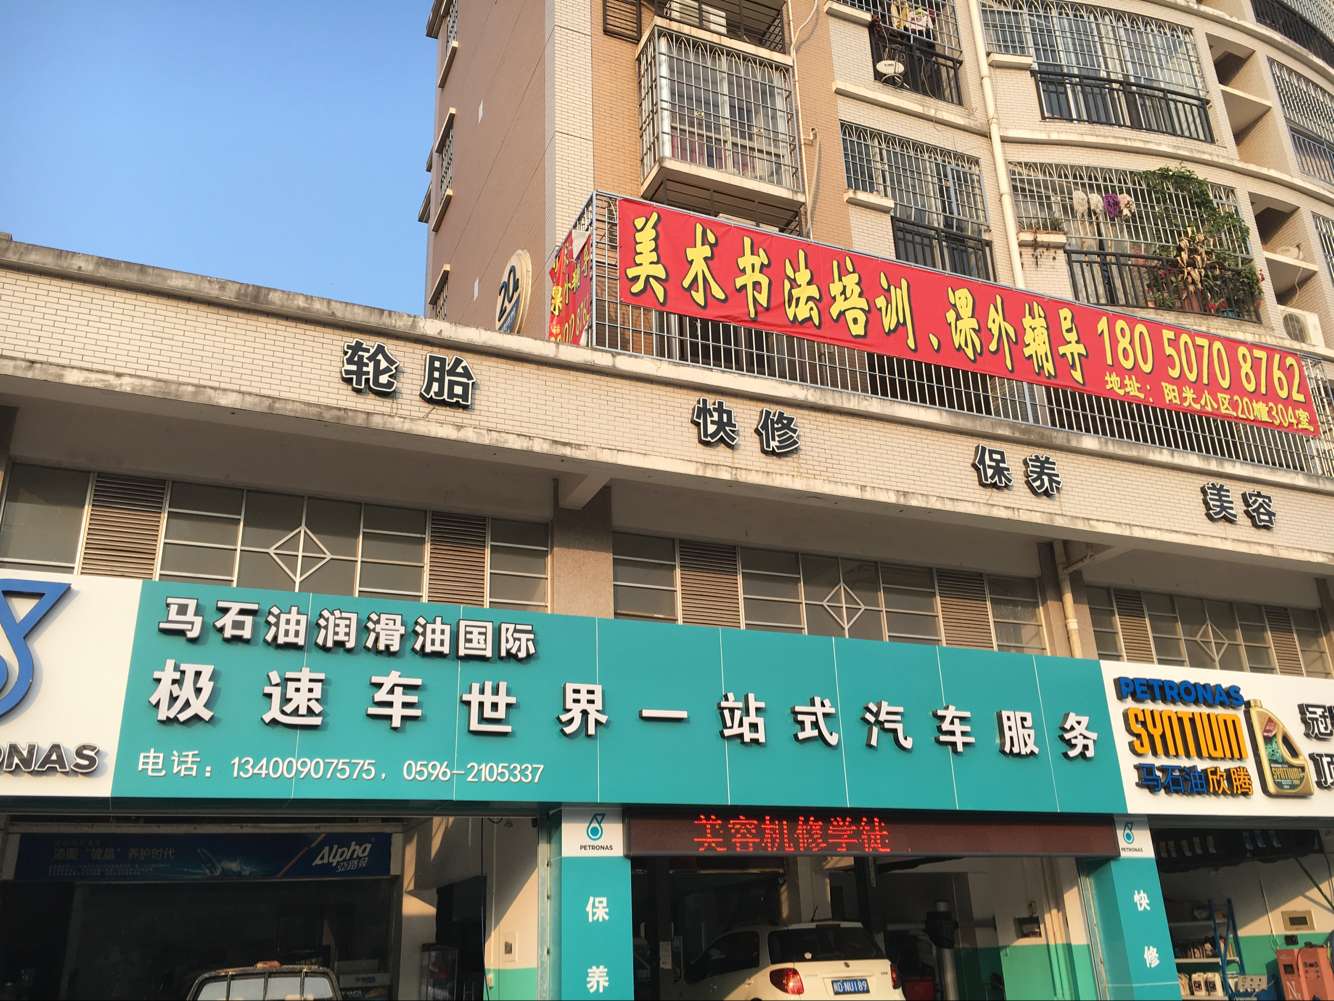 美术书法培训、课外辅导 180 5070 8762
地址：阳光小区20幢304室
20
轮胎 快修 保养 美容
马石油润滑油国际
极速车世界一站式汽车服务
电话：13400907575，0596-2105337
NAS
PETRONAS
SYNTIUM
马石油欣腾
冠
顶
Alpha
PETRONAS
美容机修学徒
PETRONAS
保养
快修